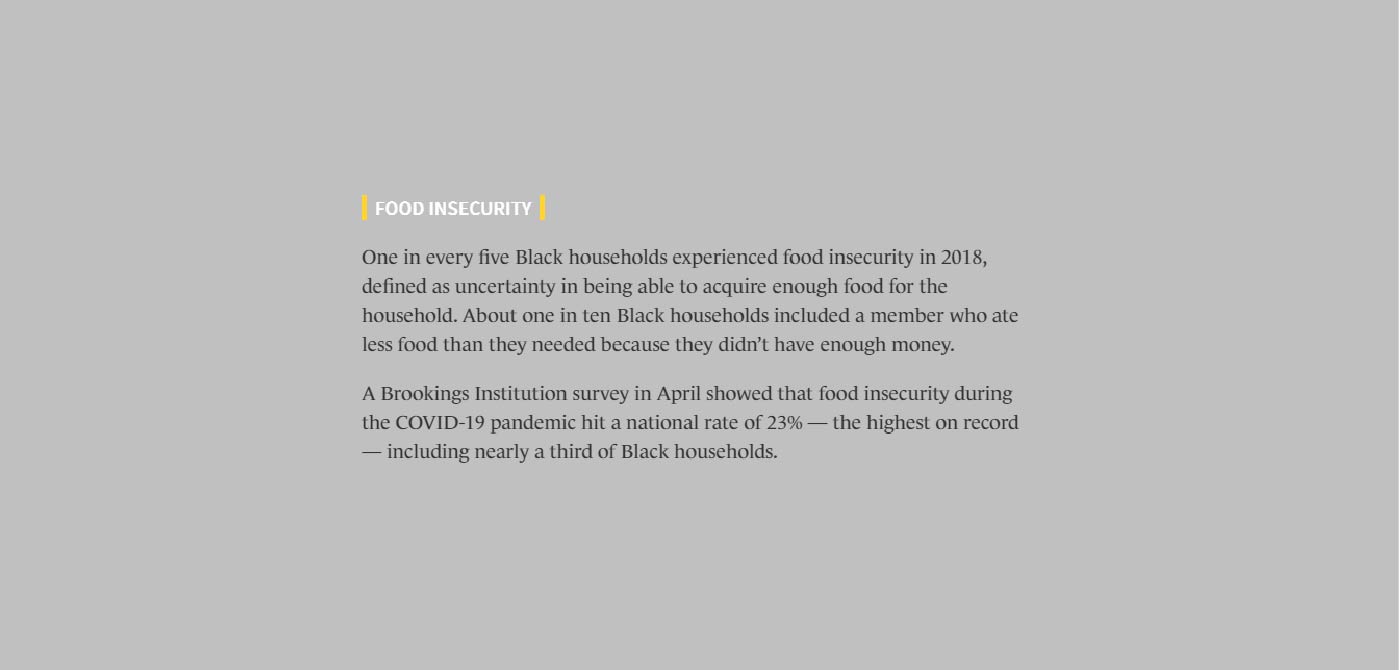 FOOD INSECURITY
One in every five Black households experienced food insecurity in 2018,
defined as uncertainty in being able to acquire enough food for the
household. About one in ten Black households included a member who ate
less food than they needed because they didn’t have enough money.
A Brookings Institution survey in April showed that food insecurity during
the COVID-19 pandemic hit a national rate of 23% — the highest on record
— including nearly a third of Black households.